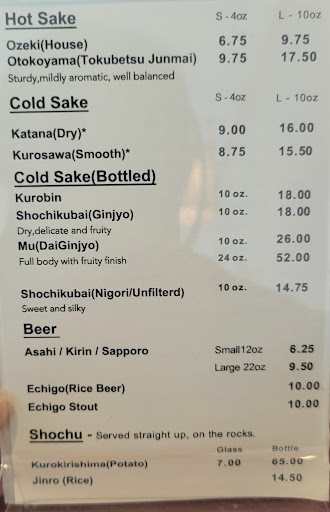 Hot Sake S - 4oz L - 10oz
Ozeki(House) 6.75 9.75
Otokoyama(Tokubetsu Junmai) 9.75 17.50
Sturdy,mildly aromatic, well balanced
Cold Sake S - 4oz L - 10oz
Katana(Dry)* 9.00 16.00
Kurosawa(Smooth)* 8.75 15.50
Cold Sake(Bottled)
Kurobin 10 oz. 18.00
Shochikubai(Ginjyo) 10 oz. 18.00
Dry,delicate and fruity
Mu(DaiGinjyo) 10 oz. 26.00
Full body with fruity finish 24 oz. 52.00
Shochikubai(Nigori/Unfilterd) 10 oz. 14.75
Sweet and silky
Beer
Asahi / Kirin / Sapporo Small12oz 6.25
Large 22oz 9.50
Echigo(Rice Beer) 10.00
Echigo Stout 10.00
Shochu - Served straight up, on the rocks.
Glass Bottle
Kurokirishima(Potato) 7.00 65.00
Jinro (Rice) 14.50